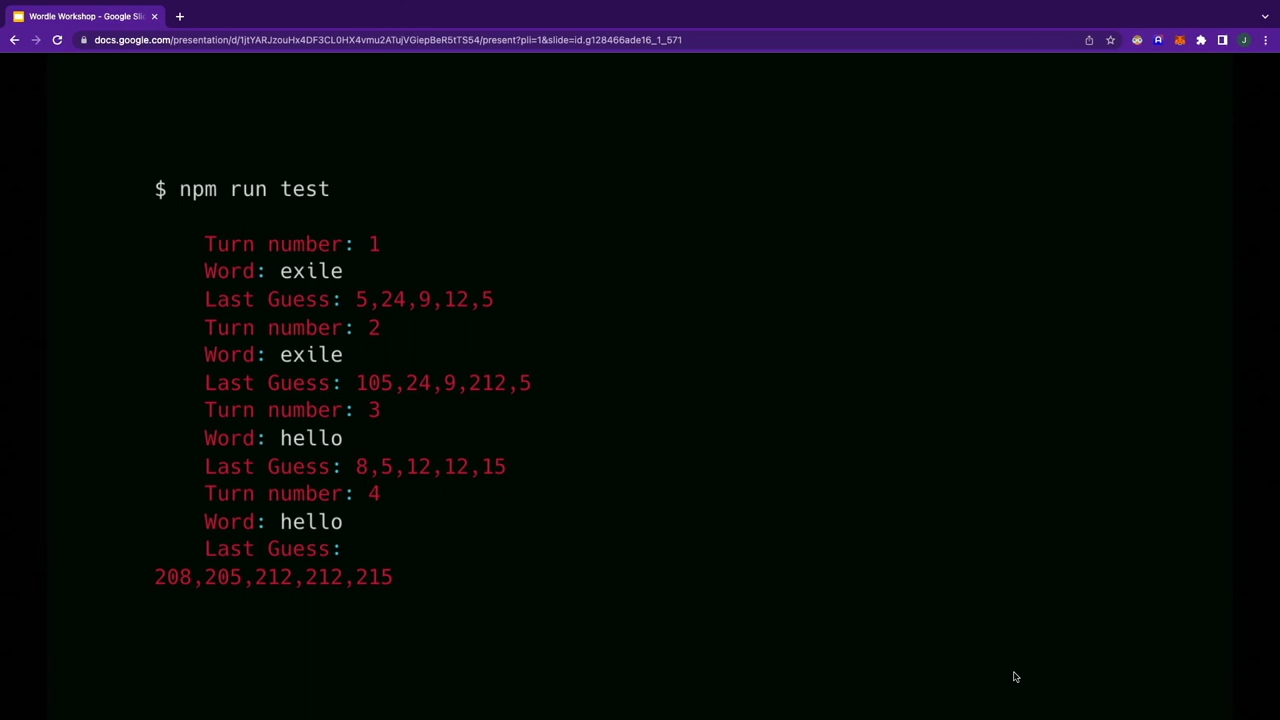 Wordle Workshop - Google Sli
docs.google.com/presentation/d/1jtYARJzouHx4DF3CL0HX4vmu2ATujVGiepBeR5tTS54/present?pli=1&slide=id.g128466ade16_1_571
J
$ npm run test
Turn number: 1
Word: exile
Last Guess: 5,24,9,12,5
Turn number: 2
Word: exile
Last Guess: 105,24,9,212,5
Turn number: 3
Word: hello
Last Guess: 8,5,12,12,15
Turn number: 4
Word: hello
Last Guess:
208,205,212,212,215